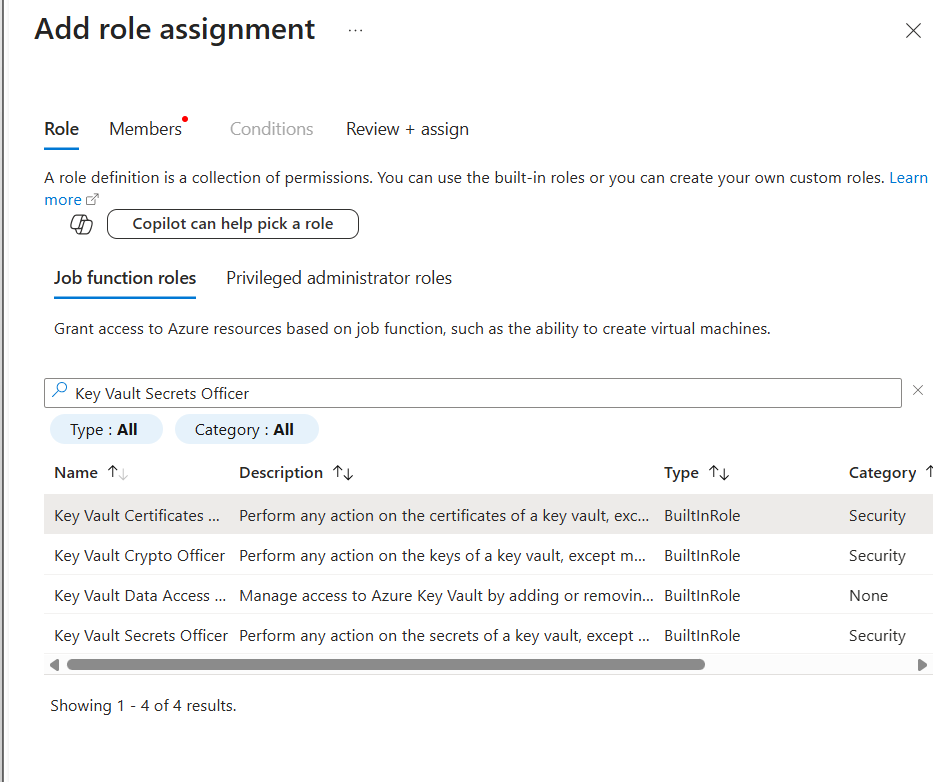 Add role assignment ...
Role Members Conditions Review + assign
A role definition is a collection of permissions. You can use the built-in roles or you can create your own custom roles. Learn
more
Copilot can help pick a role
Job function roles Privileged administrator roles
Grant access to Azure resources based on job function, such as the ability to create virtual machines.
Key Vault Secrets Officer
Type : All Category : All
Name ↑↓ Description ↑↓ Type ↑↓ Category ↑
Key Vault Certificates ... Perform any action on the certificates of a key vault, exc... BuiltInRole Security
Key Vault Crypto Officer Perform any action on the keys of a key vault, except m... BuiltInRole Security
Key Vault Data Access ... Manage access to Azure Key Vault by adding or removin... BuiltInRole None
Key Vault Secrets Officer Perform any action on the secrets of a key vault, except ... BuiltInRole Security
Showing 1 - 4 of 4 results.